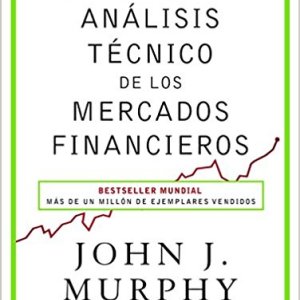 ANÁLISIS
TÉCNICO
DE LOS
MERCADOS
FINANCIEROS
BESTSELLER MUNDIAL
MÁS DE UN MILLÓN DE EJEMPLARES VENDIDOS
JOHN J.
MURPHY